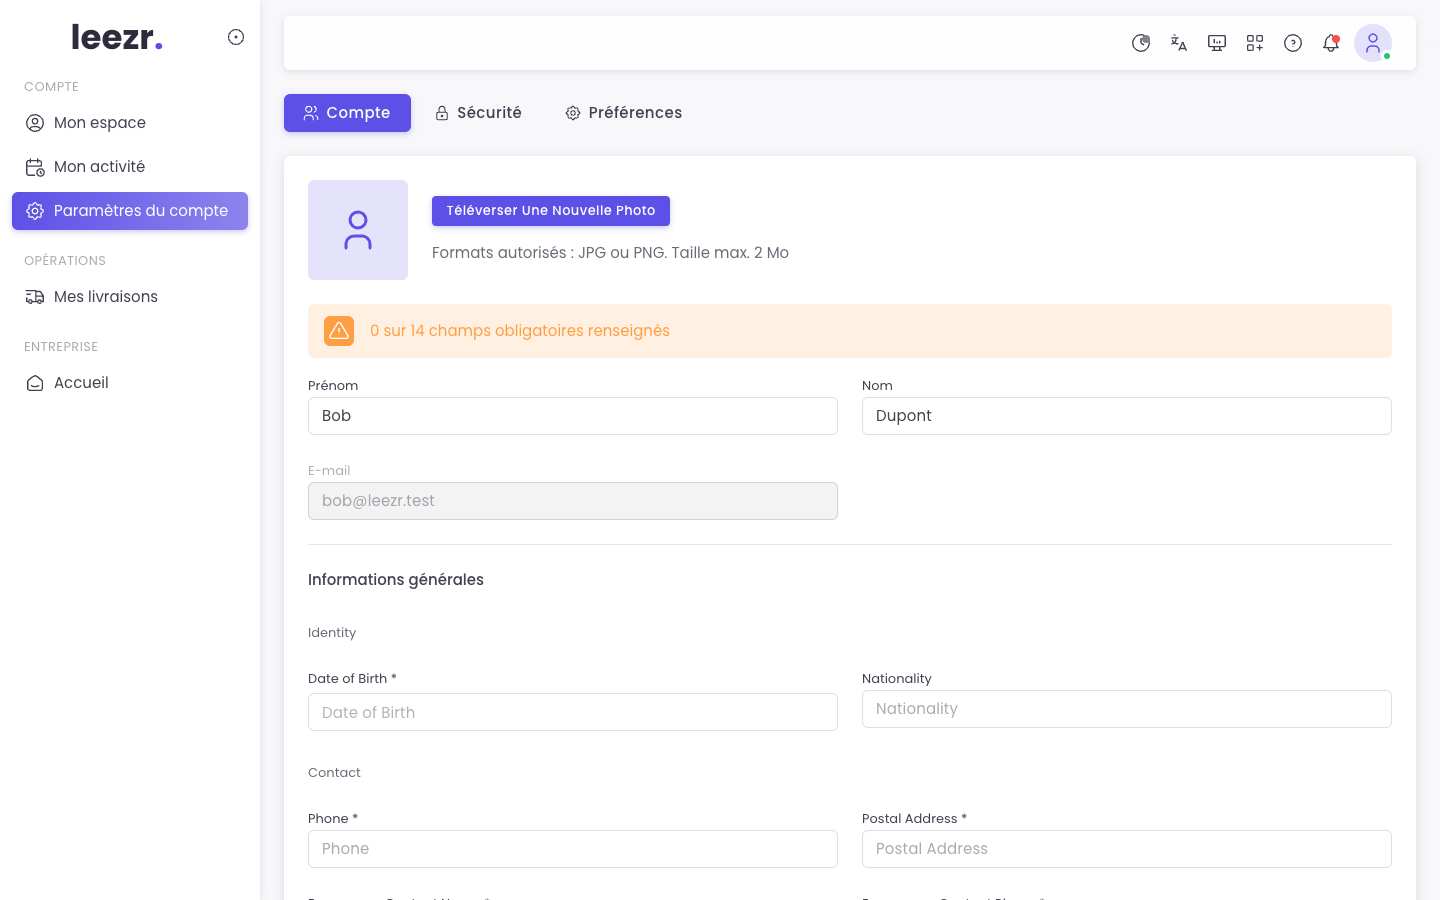 leezr.
COMPTE
Mon espace
Mon activité
Paramètres du compte
OPÉRATIONS
Mes livraisons
ENTREPRISE
Accueil
Compte
Sécurité
Préférences
Téléverser Une Nouvelle Photo
Formats autorisés : JPG ou PNG. Taille max. 2 Mo
0 sur 14 champs obligatoires renseignés
Prénom
Nom
Bob
Dupont
E-mail
bob@leezr.test
Informations générales
Identity
Date of Birth *
Nationality
Date of Birth
Nationality
Contact
Phone *
Postal Address *
Phone
Postal Address